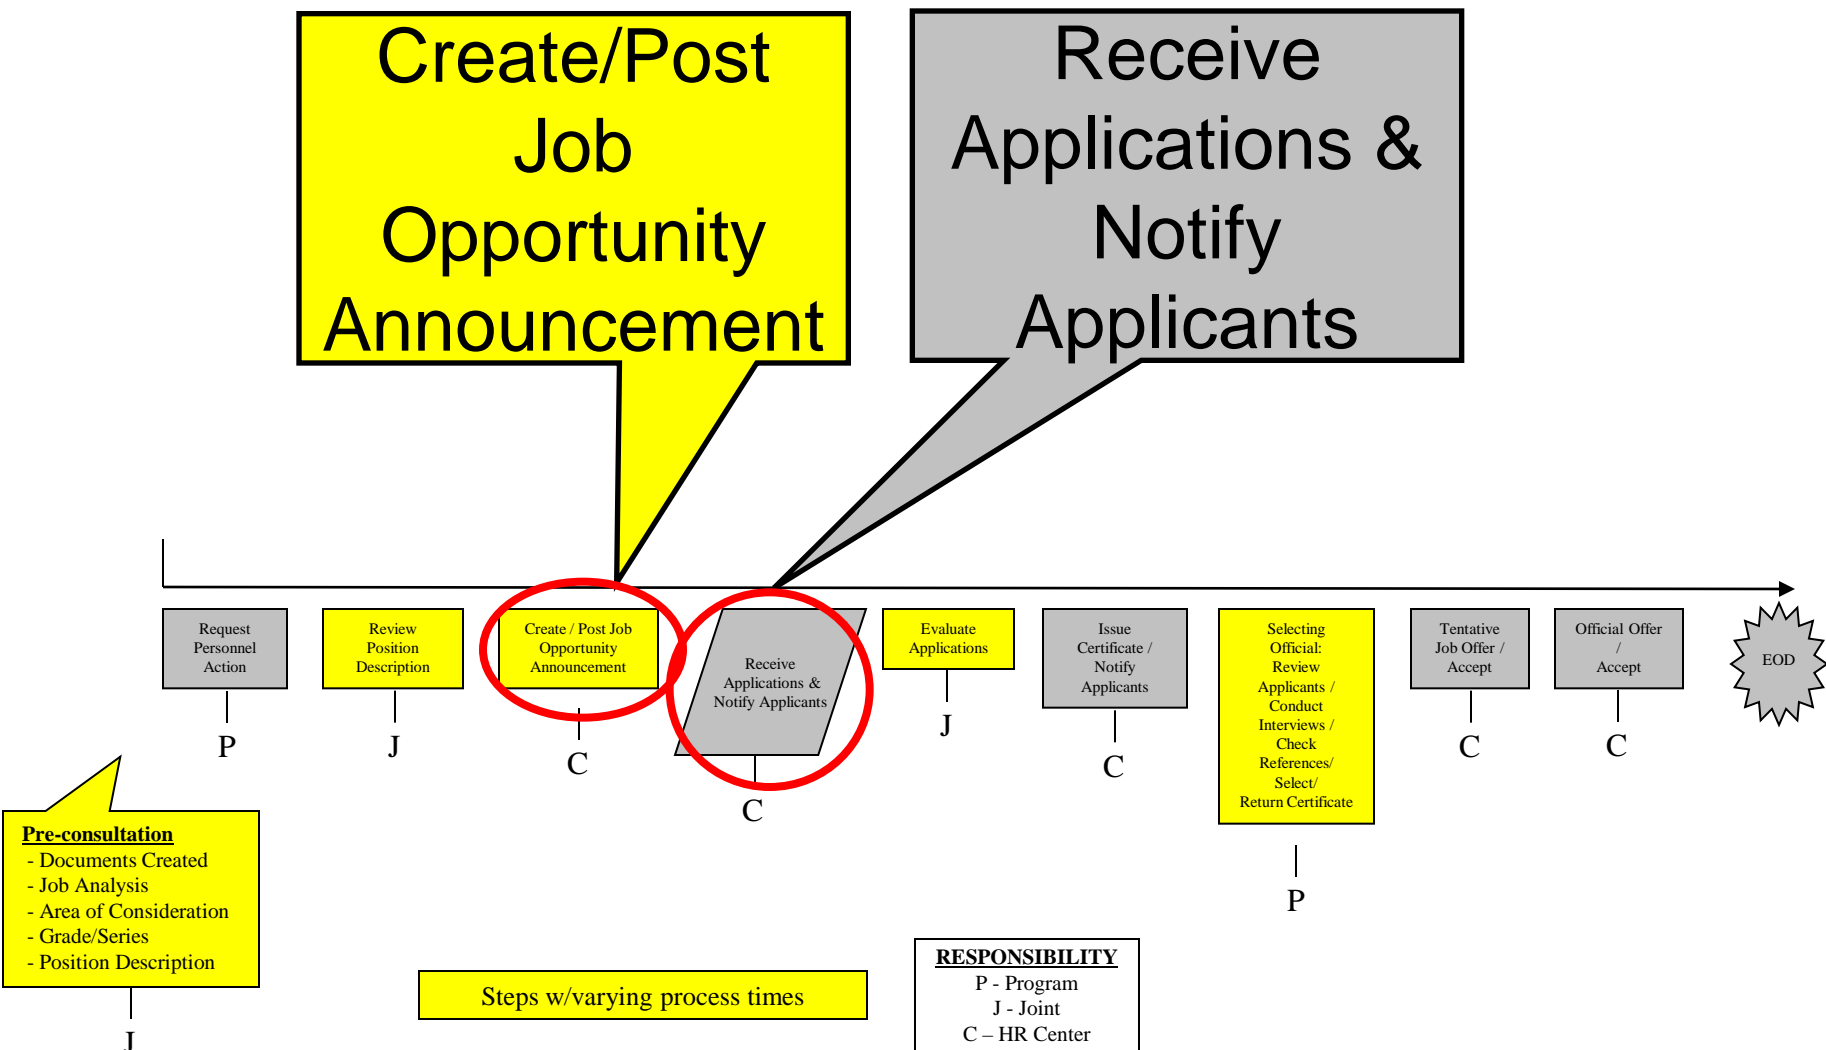 Create/Post
Job
Opportunity
Announcement
Receive
Applications &
Notify
Applicants
Request
Personnel
Action
P
Review
Position
Description
J
Create / Post Job
Opportunity
Announcement
C
Receive
Applications &
Notify Applicants
C
Evaluate
Applications
J
Issue
Certificate /
Notify
Applicants
C
Selecting
Official:
Review
Applicants /
Conduct
Interviews /
Check
References/
Select/
Return Certificate
P
Tentative
Job Offer /
Accept
C
Official Offer
/
Accept
C
EOD
Pre-consultation
- Documents Created
- Job Analysis
- Area of Consideration
- Grade/Series
- Position Description
J
Steps w/varying process times
RESPONSIBILITY
P - Program
J - Joint
C – HR Center